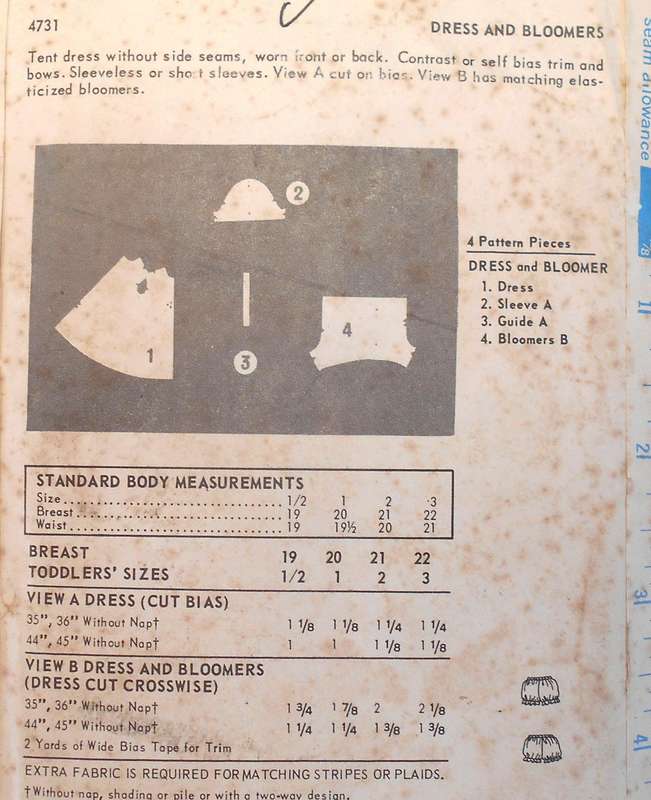 4731
DRESS AND BLOOMERS
Tent dress without side seams, worn front or back. Contrast or self bias trim and
bows. Sleeveless or short sleeves. View A cut on bias. View B has matching elas-
ticized bloomers.
2
1
3
4
4 Pattern Pieces
DRESS and BLOOMER
1. Dress
2. Sleeve A
3. Guide A
4. Bloomers B
STANDARD BODY MEASUREMENTS
Size 1/2 1 2 3
Breast 19 20 21 22
Waist 19 19½ 20 21
BREAST 19 20 21 22
TODDLERS' SIZES 1/2 1 2 3
VIEW A DRESS (CUT BIAS)
35", 36" Without Nap† 1 1/8 1 1/8 1 1/4 1 1/4
44", 45" Without Nap† 1 1 1 1/8 1 1/8
VIEW B DRESS AND BLOOMERS
(DRESS CUT CROSSWISE)
35", 36" Without Nap† 1 3/4 1 7/8 2 2 1/8
44", 45" Without Nap† 1 1/4 1 1/4 1 3/8 1 3/8
2 Yards of Wide Bias Tape for Trim
EXTRA FABRIC IS REQUIRED FOR MATCHING STRIPES OR PLAIDS.
†Without nap, shading or pile or with a two-way design.
Seam allowance
5/8
1
2
3
4